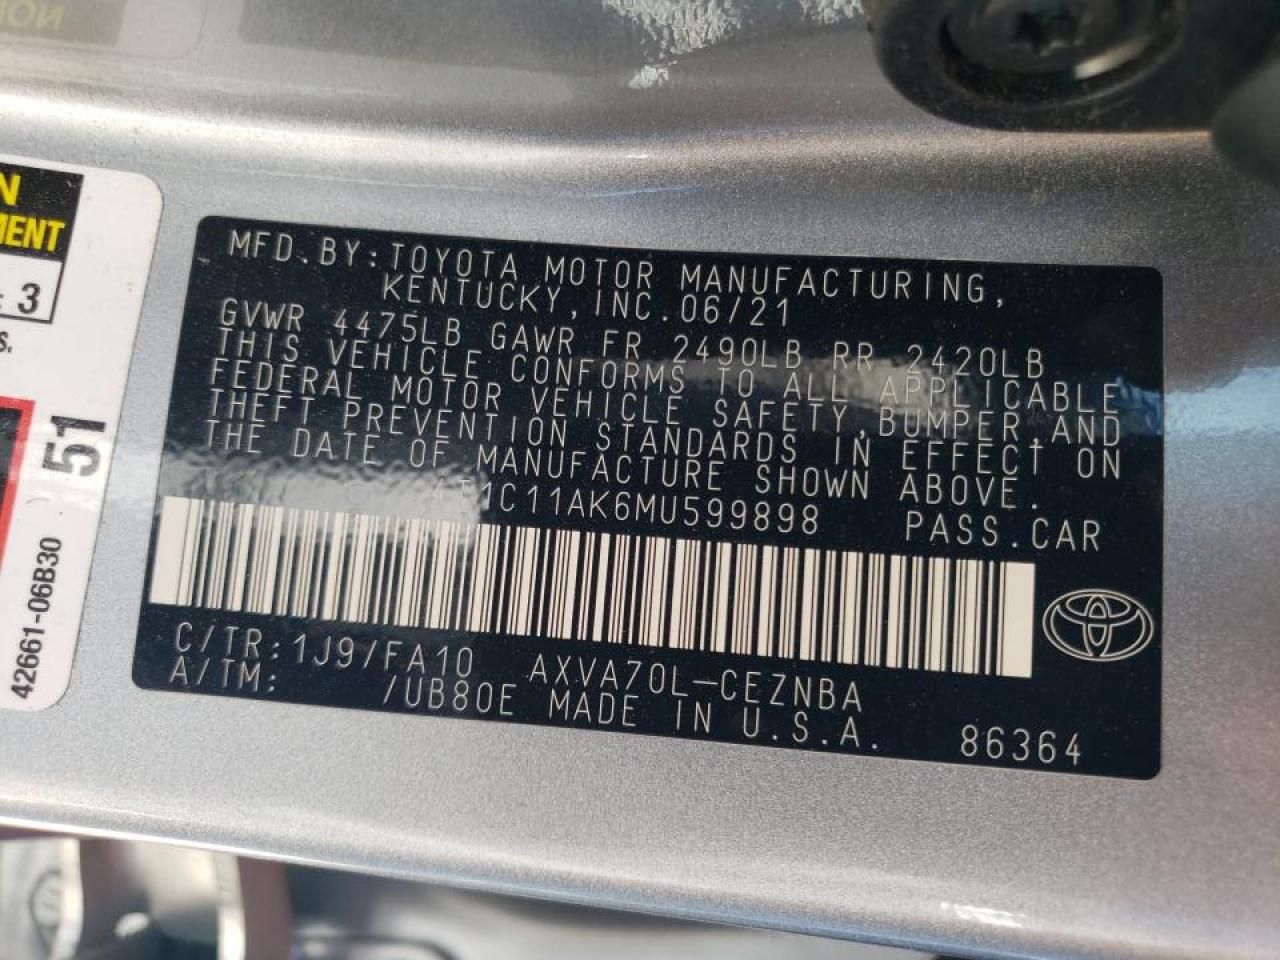 MFD.BY:TOYOTA MOTOR MANUFACTURING,
KENTUCKY,INC.06/21
GVWR 4475LB GAWR FR 2490LB RR 2420LB
THIS VEHICLE CONFORMS TO ALL APPLICABLE
FEDERAL MOTOR VEHICLE SAFETY,BUMPER,AND
THEFT PREVENTION STANDARDS IN EFFECT ON
THE DATE OF MANUFACTURE SHOWN ABOVE.
4T1C11AK6MU599898 PASS.CAR
C/TR:1J9/FA10 AXVA70L-CEZNBA
A/TM: /UB80E MADE IN U.S.A. 86364
N
MENT
: 3
s.
51
42661-06B30